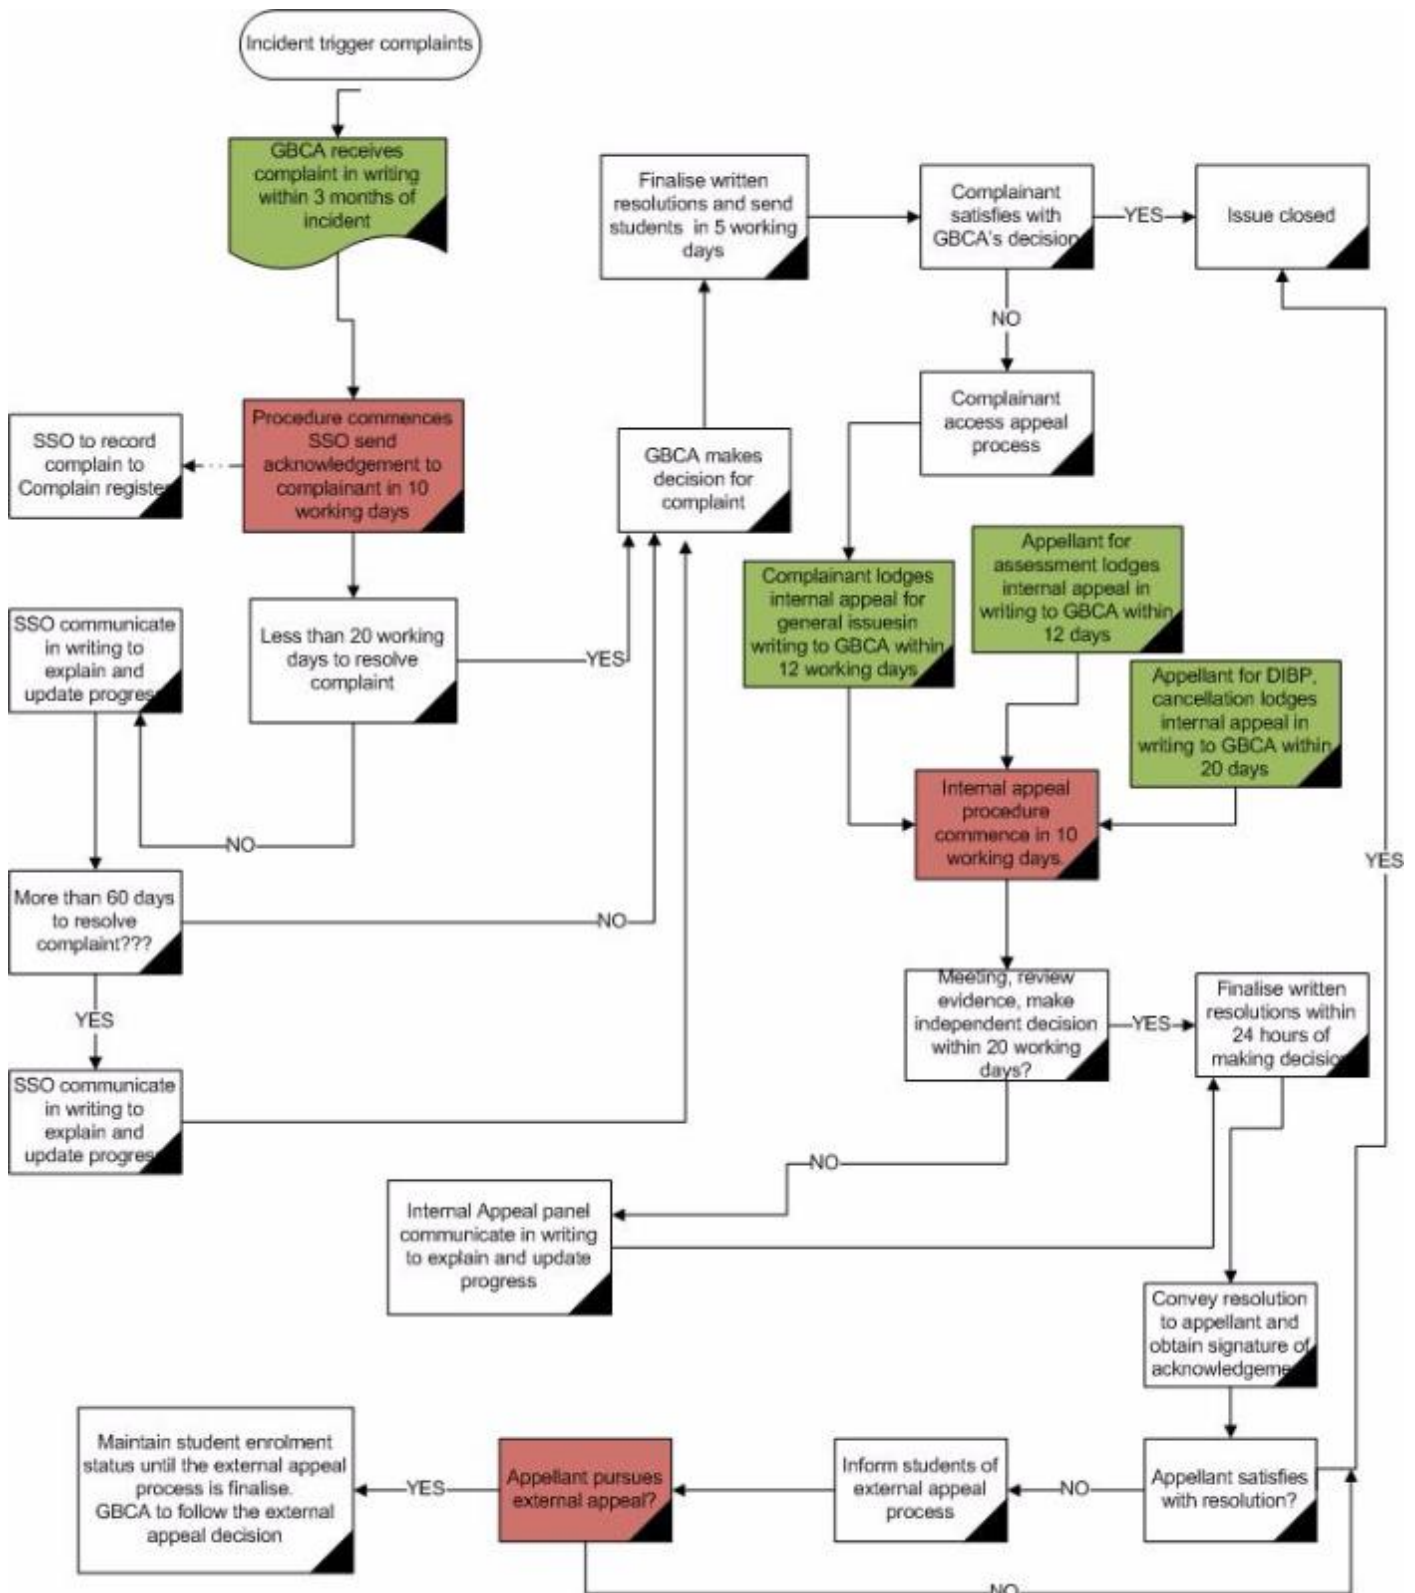 Incident trigger complaints
GBCA receives
complaint in writing
within 3 months of
incident
Procedure commences
SSO send
acknowledgement to
complainant in 10
working days
SSO to record
complain to
Complain register
Less than 20 working
days to resolve
complaint
YES
NO
SSO communicate
in writing to
explain and
update progress
More than 60 days
to resolve
complaint???
NO
YES
SSO communicate
in writing to
explain and
update progres
GBCA makes
decision for
complaint
Finalise written
resolutions and send
students in 5 working
days
Complainant
satisfies with
GBCA's decision
YES
Issue closed
NO
Complainant
access appeal
process
Complainant lodges
internal appeal for
general issuesin
writing to GBCA within
12 working days
Appellant for
assessment lodges
internal appeal in
writing to GBCA within
12 days
Appellant for DIBP,
cancellation lodges
internal appeal in
writing to GBCA within
20 days
Internal appeal
procedure
commence in 10
working days.
Meeting, review
evidence, make
independent decision
within 20 working
days?
YES
Finalise written
resolutions within
24 hours of
making decision
NO
Internal Appeal panel
communicate in writing
to explain and update
progress
Convey resolution
to appellant and
obtain signature of
acknowledgeme
Appellant satisfies
with resolution?
YES
NO
Inform students of
external appeal
process
Appellant pursues
external appeal?
YES
Maintain student enrolment
status until the external appeal
process is finalise.
GBCA to follow the external
appeal decision
NO